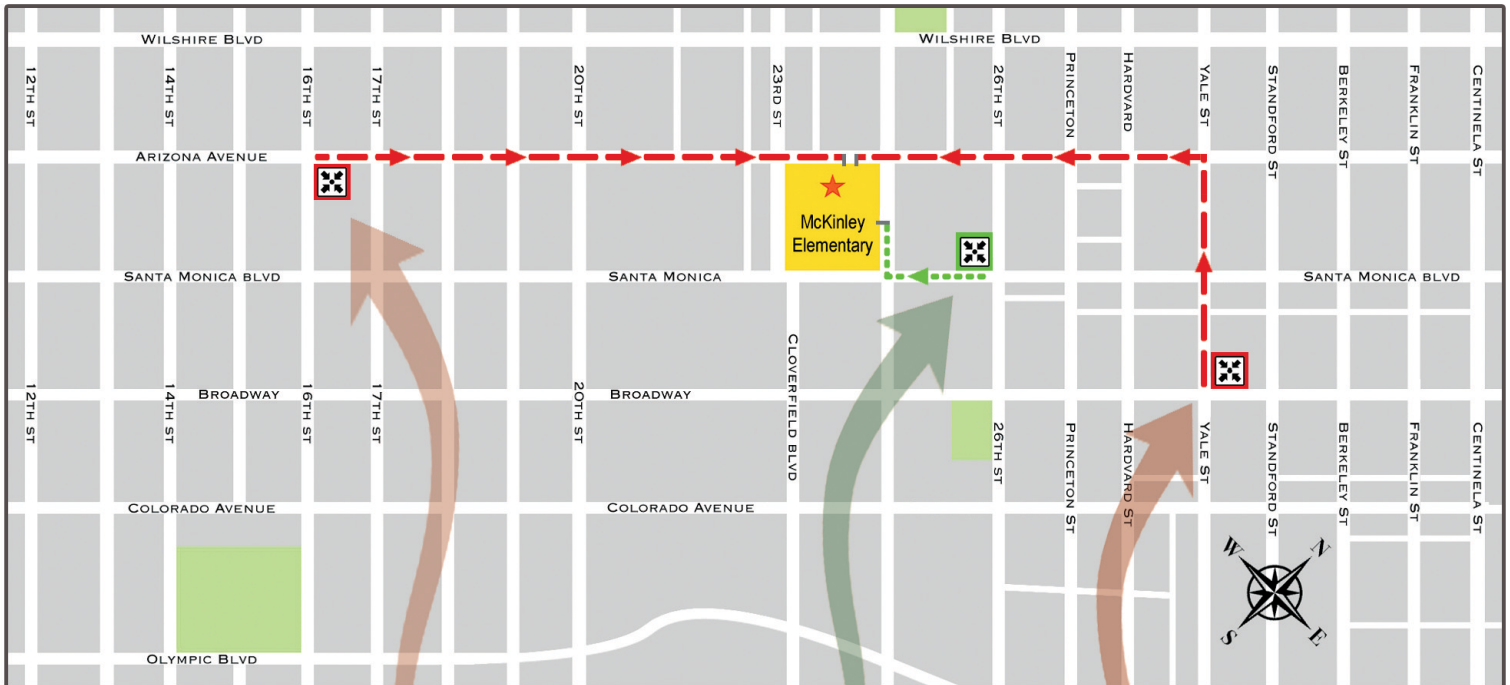 Wilshire Blvd
Wilshire Blvd
12th St
14th St
16th St
17th St
20th St
23rd St
26th St
Princeton
Hardvard
Yale St
Standford St
Berkeley St
Franklin St
Centinela St
Arizona Avenue
McKinley
Elementary
Santa Monica blvd
Santa Monica
Santa Monica blvd
Cloverfield Blvd
Broadway
Broadway
12th St
14th St
16th St
17th St
20th St
26th St
Princeton St
Hardvard St
Yale St
Standford St
Berkeley St
Franklin St
Centinela St
Colorado Avenue
Colorado Avenue
W
N
S
E
Olympic Blvd